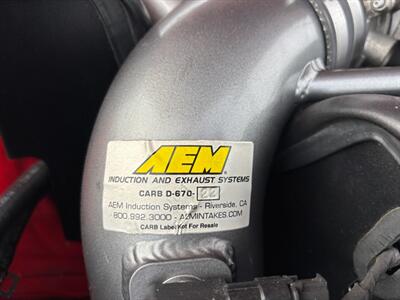 AEM
INDUCTION AND EXHAUST SYSTEMS
CARB D-670-22
AEM Induction Systems - Riverside, CA
800.992.3000 - AEMINTAKES.COM
CARB Label Not For Resale